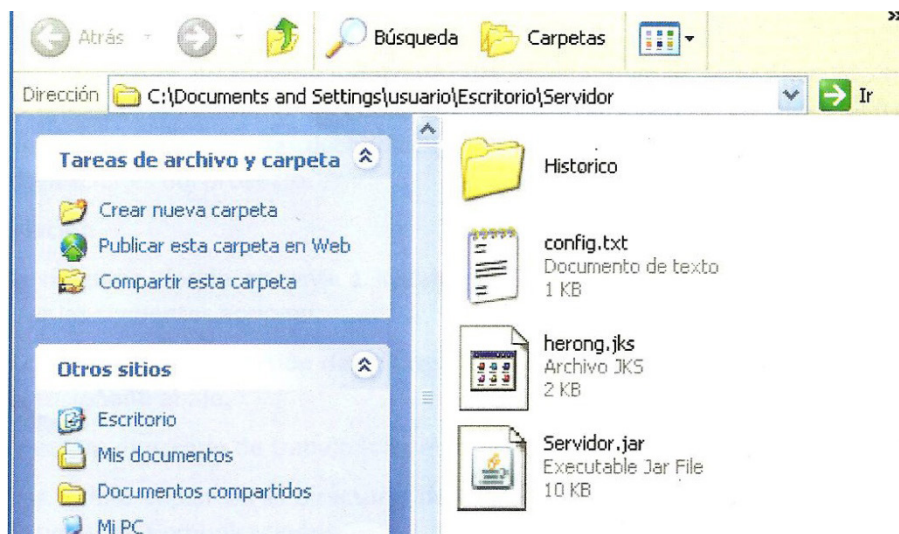 Atrás
Búsqueda
Carpetas
»
Dirección
C:\Documents and Settings\usuario\Escritorio\Servidor
Ir
Tareas de archivo y carpeta
Crear nueva carpeta
Publicar esta carpeta en Web
Compartir esta carpeta
Otros sitios
Escritorio
Mis documentos
Documentos compartidos
Mi PC
Historico
config.txt
Documento de texto
1 KB
herong.jks
Archivo JKS
2 KB
Servidor.jar
Executable Jar File
10 KB